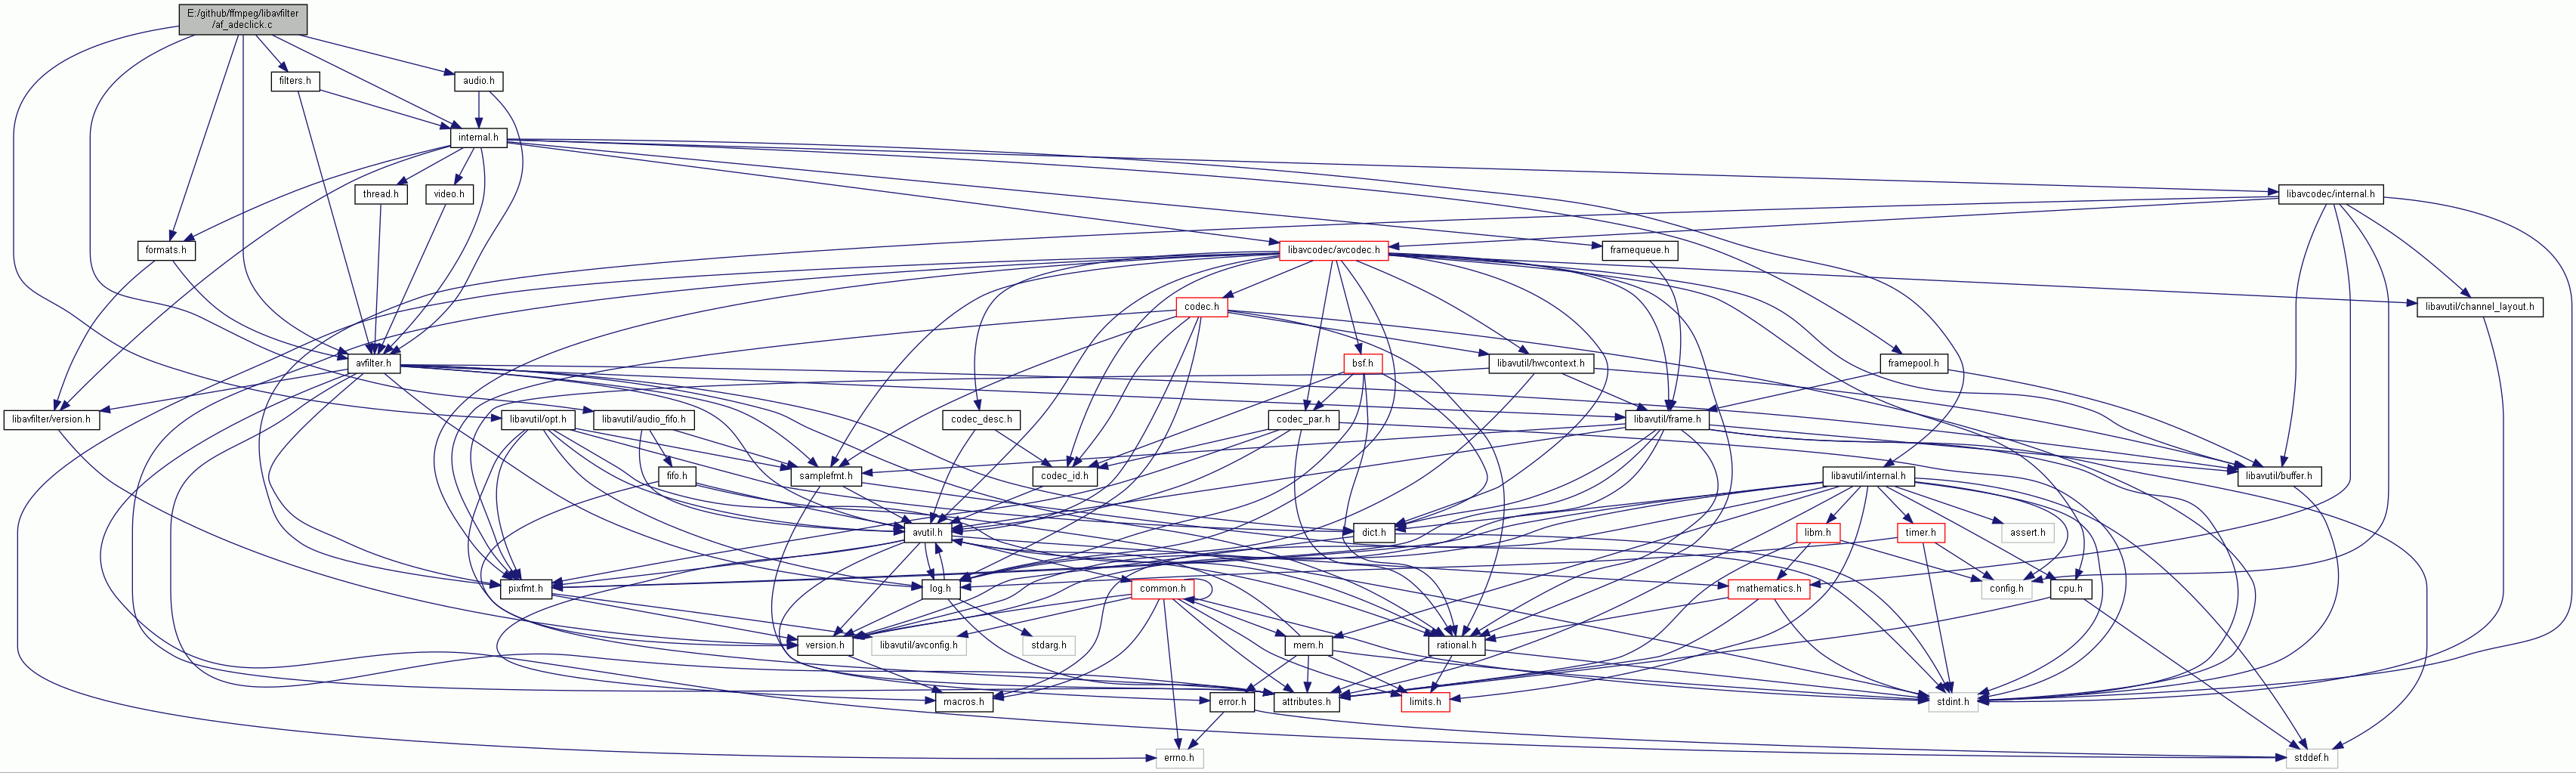 E:/github/ffmpeg/libavfilter
/af_adeclick.c
filters.h
audio.h
internal.h
thread.h
video.h
libavcodec/internal.h
formats.h
libavcodec/avcodec.h
framequeue.h
codec.h
libavutil/channel_layout.h
avfilter.h
bsf.h
libavutil/hwcontext.h
framepool.h
libavfilter/version.h
libavutil/opt.h
libavutil/audio_fifo.h
codec_desc.h
codec_par.h
libavutil/frame.h
fifo.h
samplefmt.h
codec_id.h
libavutil/internal.h
libavutil/buffer.h
avutil.h
dict.h
libm.h
timer.h
assert.h
pixfmt.h
log.h
common.h
mathematics.h
config.h
cpu.h
version.h
libavutil/avconfig.h
stdarg.h
mem.h
rational.h
macros.h
error.h
attributes.h
limits.h
stdint.h
errno.h
stddef.h